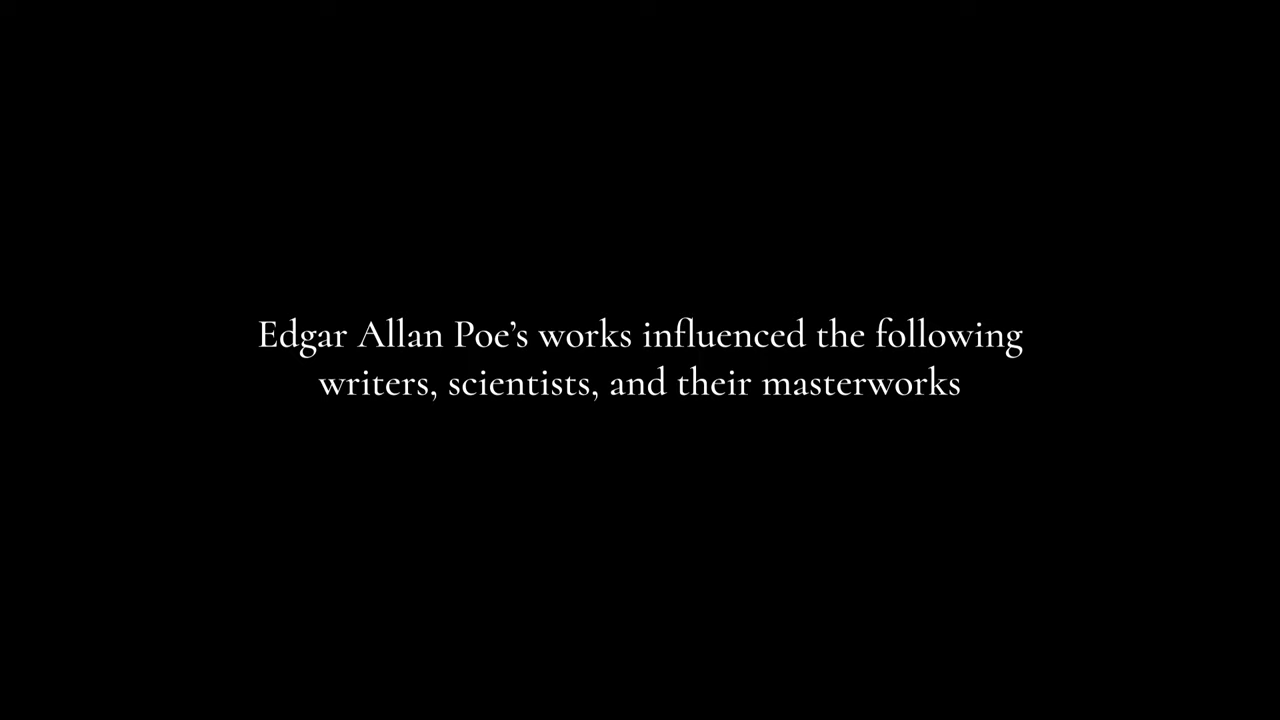 Edgar Allan Poe’s works influenced the following
writers, scientists, and their masterworks